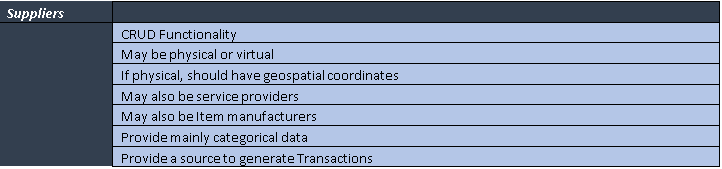 Suppliers
CRUD Functionality
May be physical or virtual
If physical, should have geospatial coordinates
May also be service providers
May also be Item manufacturers
Provide mainly categorical data
Provide a source to generate Transactions